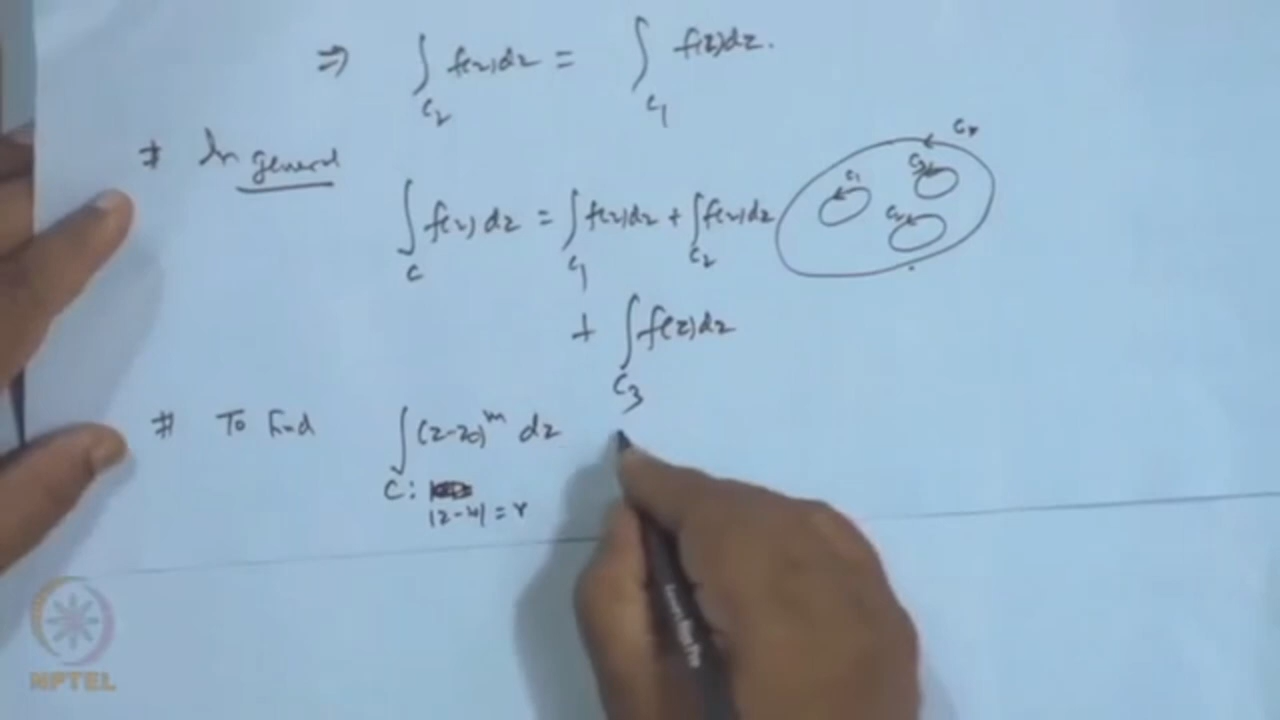 ⇒ ∫_{C2} f(z)dz = ∫_{C1} f(z)dz.
# In general
∫_C f(z) dz = ∫_{C1} f(z)dz + ∫_{C2} f(z)dz
C1 C3 C2
+ ∫_{C3} f(z)dz
# To find ∫_C (z-z0)^m dz
C:
|z-z0| = r
NPTEL